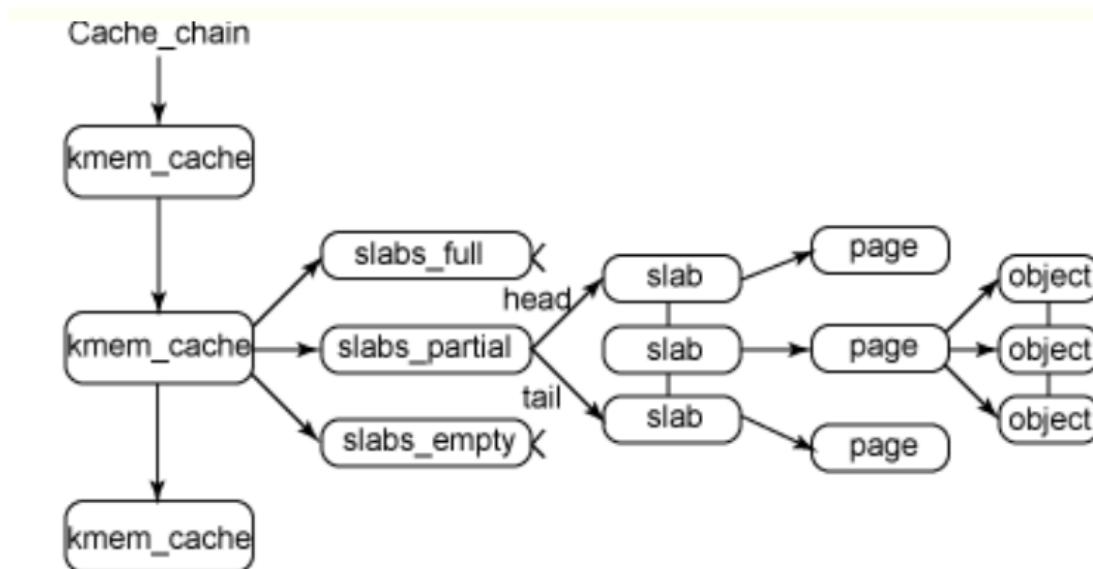 Cache_chain
kmem_cache
slabs_full
page
head
slab
object
kmem_cache
slabs_partial
slab
page
object
tail
slab
object
slabs_empty
page
kmem_cache